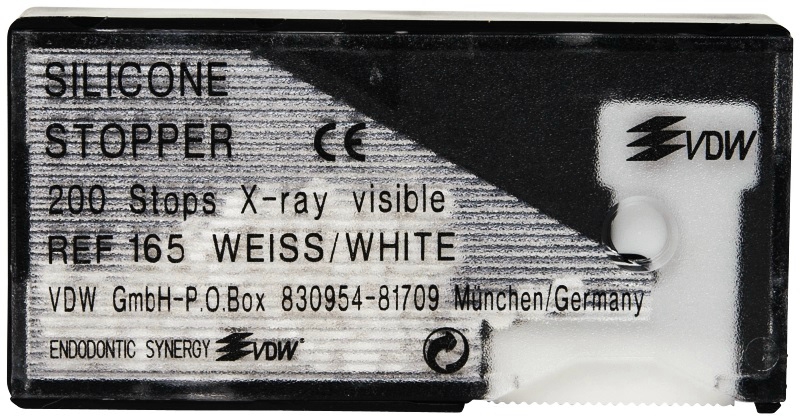 SILICONE
STOPPER CE
VDW
200 Stops X-ray visible
REF 165 WEISS/WHITE
VDW GmbH-P.O.Box 830954-81709 München/Germany
ENDODONTIC SYNERGY VDW®